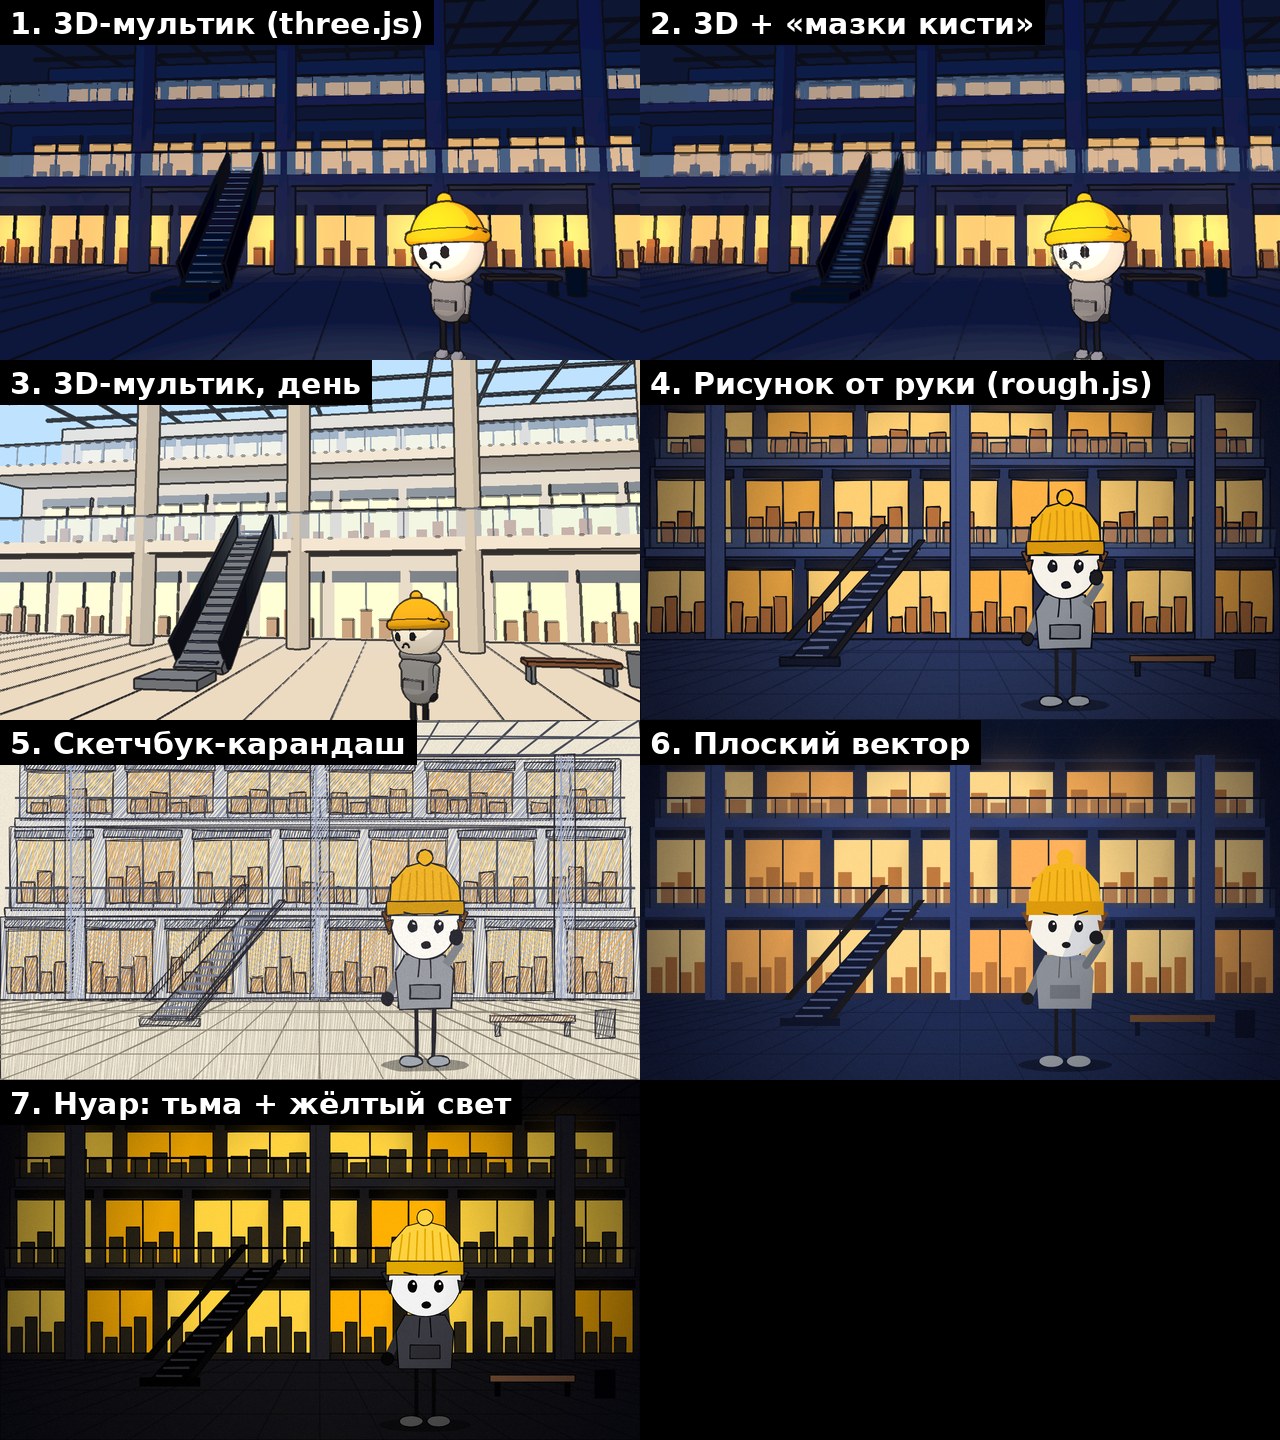 1. 3D-мультик (three.js)
2. 3D + «мазки кисти»
3. 3D-мультик, день
4. Рисунок от руки (rough.js)
5. Скетчбук-карандаш
6. Плоский вектор
7. Нуар: тьма + жёлтый свет